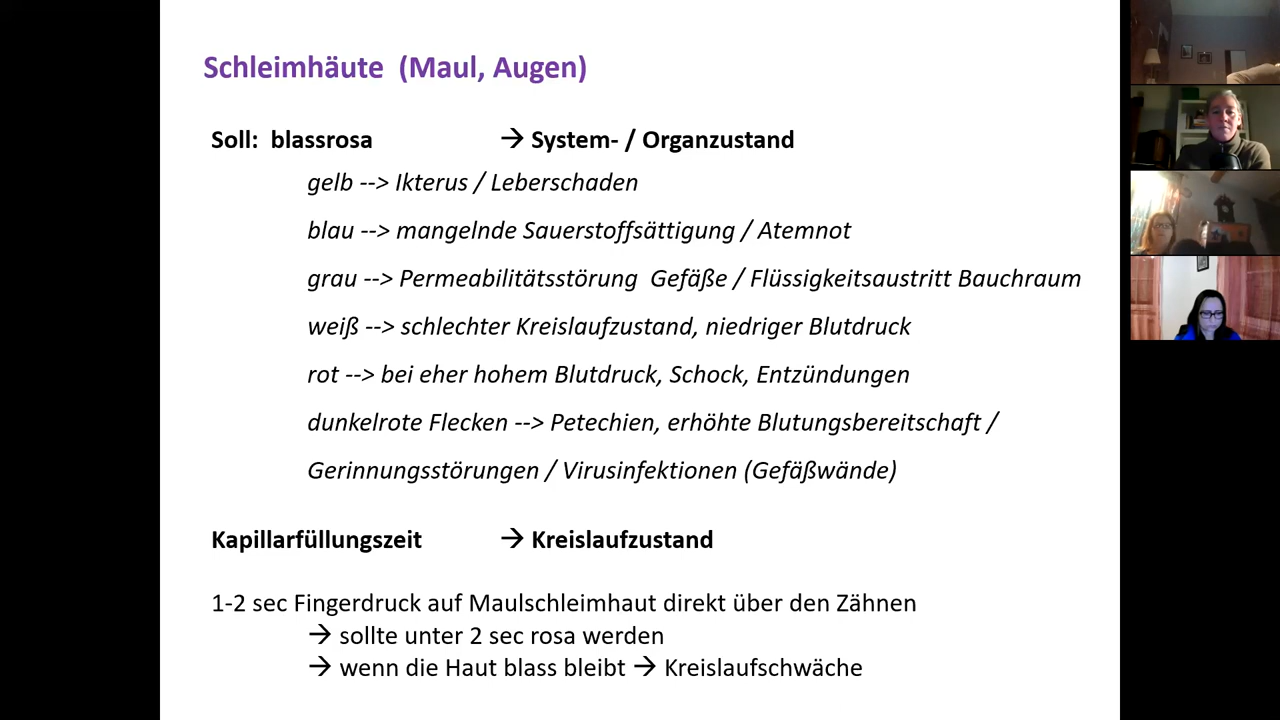 Schleimhäute (Maul, Augen)
Soll: blassrosa → System- / Organzustand
gelb --> Ikterus / Leberschaden
blau --> mangelnde Sauerstoffsättigung / Atemnot
grau --> Permeabilitätsstörung Gefäße / Flüssigkeitsaustritt Bauchraum
weiß --> schlechter Kreislaufzustand, niedriger Blutdruck
rot --> bei eher hohem Blutdruck, Schock, Entzündungen
dunkelrote Flecken --> Petechien, erhöhte Blutungsbereitschaft /
Gerinnungsstörungen / Virusinfektionen (Gefäßwände)
Kapillarfüllungszeit → Kreislaufzustand
1-2 sec Fingerdruck auf Maulschleimhaut direkt über den Zähnen
→ sollte unter 2 sec rosa werden
→ wenn die Haut blass bleibt → Kreislaufschwäche